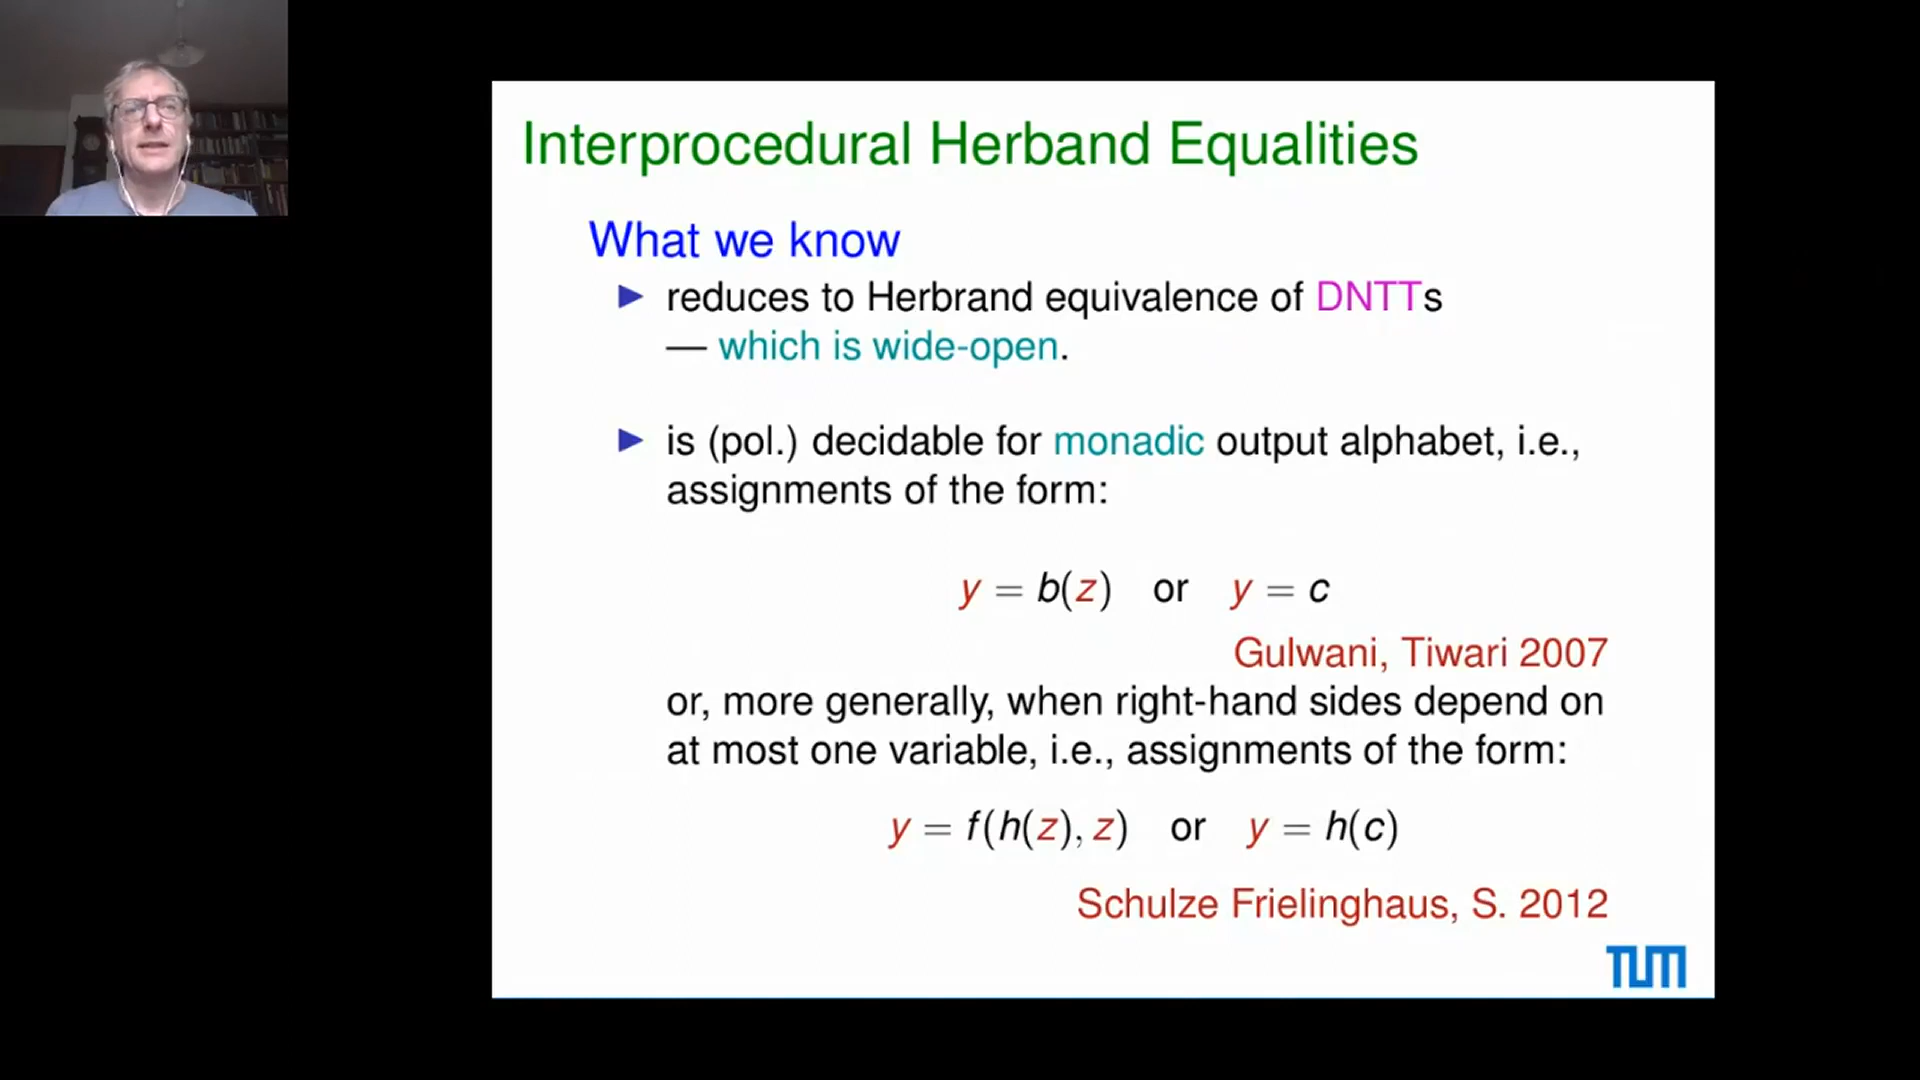 Interprocedural Herband Equalities
What we know
▶ reduces to Herbrand equivalence of DNTTs
— which is wide-open.
▶ is (pol.) decidable for monadic output alphabet, i.e.,
assignments of the form:
y = b(z) or y = c
Gulwani, Tiwari 2007
or, more generally, when right-hand sides depend on
at most one variable, i.e., assignments of the form:
y = f(h(z), z) or y = h(c)
Schulze Frielinghaus, S. 2012
TUM